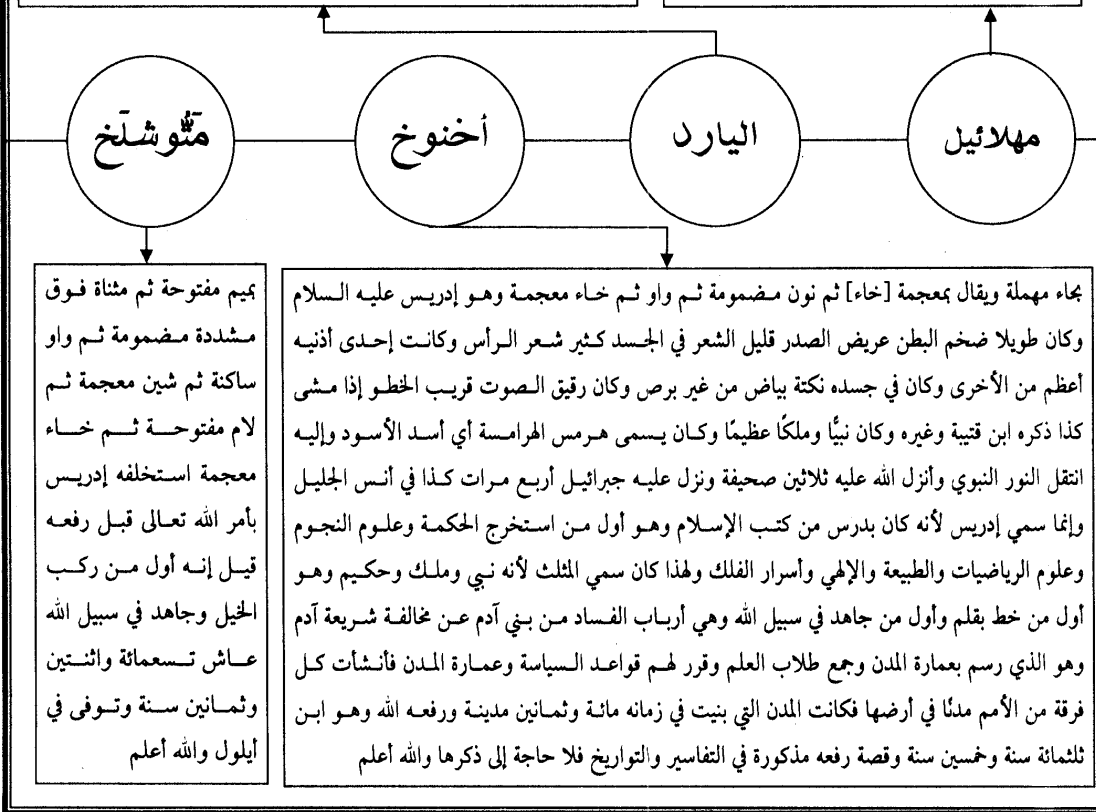 مهلائيل
اليارد
أخنوخ
مَتُّوشلَخ
بحاء مهملة ويقال بمعجمة [خاء] ثم نون مضمومة ثم واو ثم خاء معجمة وهو إدريس عليه السلام
وكان طويلا ضخم البطن عريض الصدر قليل الشعر في الجسد كثير شعر الرأس وكانت إحدى أذنيه
أعظم من الأخرى وكان في جسده نكتة بياض من غير برص وكان رقيق الصوت قريب الخطو إذا مشى
كذا ذكره ابن قتيبة وغيره وكان نبيًّا وملكًا عظيمًا وكان يسمى هرمس الهرامسة أي أسد الأسود وإليه
انتقل النور النبوي وأنزل الله عليه ثلاثين صحيفة ونزل عليه جبرائيل أربع مرات كذا في أنس الجليل
وإنما سمي إدريس لأنه كان بدرس من كتب الإسلام وهو أول من استخرج الحكمة وعلوم النجوم
وعلوم الرياضيات والطبيعة والإلهي وأسرار الفلك ولهذا كان سمي المثلث لأنه نبي وملك وحكيم وهو
أول من خط بقلم وأول من جاهد في سبيل الله وهي أرباب الفساد من بني آدم عن مخالفة شريعة آدم
وهو الذي رسم بعمارة المدن وجمع طلاب العلم وقرر لهم قواعد السياسة وعمارة المدن فأنشأت كل
فرقة من الأمم مدنًا في أرضها فكانت المدن التي بنيت في زمانه مائة وثمانين مدينة ورفعه الله وهو ابن
ثلثمائة سنة وخمسين سنة وقصة رفعه مذكورة في التفاسير والتواريخ فلا حاجة إلى ذكرها والله أعلم
بميم مفتوحة ثم مثناة فوق
مشددة مضمومة ثم واو
ساكنة ثم شين معجمة ثم
لام مفتوحة ثم خاء
معجمة استخلفه إدريس
بأمر الله تعالى قبل رفعه
قيل إنه أول من ركب
الخيل وجاهد في سبيل الله
عاش تسعمائة واثنتين
وثمانين سنة وتوفى في
أيلول والله أعلم